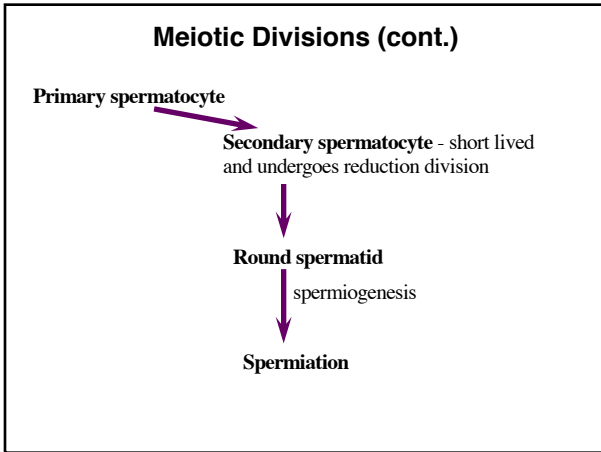 Meiotic Divisions (cont.)
Primary spermatocyte
Secondary spermatocyte - short lived
and undergoes reduction division
Round spermatid
spermiogenesis
Spermiation